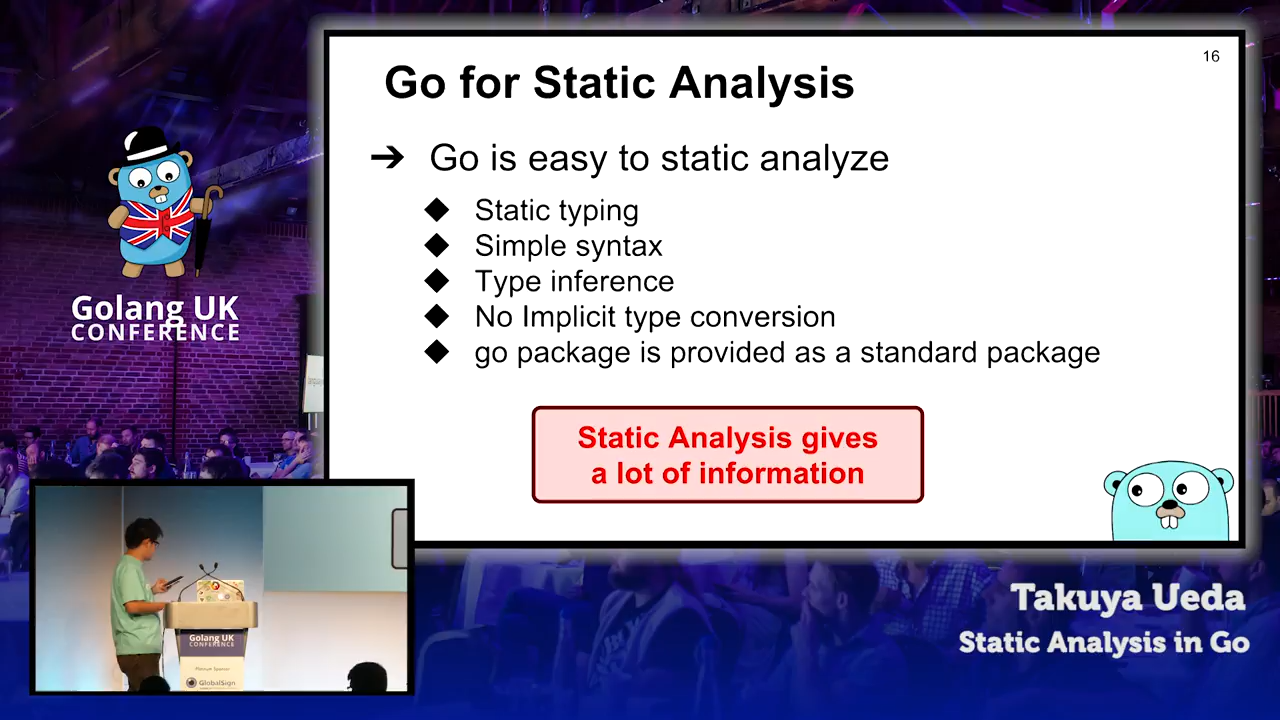 16
Go for Static Analysis
➔ Go is easy to static analyze
◆ Static typing
◆ Simple syntax
◆ Type inference
◆ No Implicit type conversion
◆ go package is provided as a standard package
Static Analysis gives
a lot of information
Golang UK
CONFERENCE
Golang UK
CONFERENCE
Platinum Sponsor
GlobalSign
Takuya Ueda
Static Analysis in Go